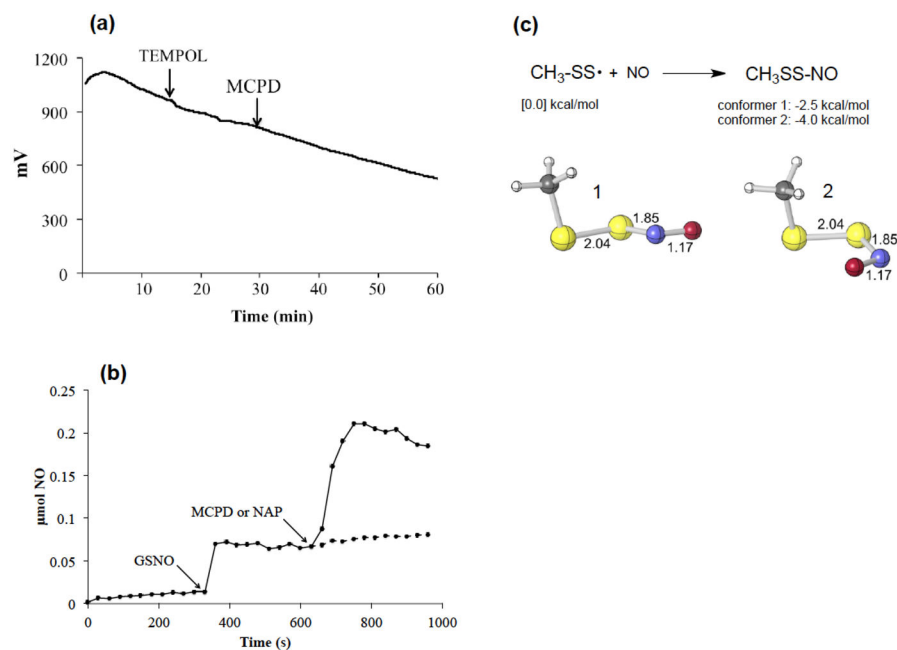 (a)
1200
900
600
300
0
mV
TEMPOL
MCPD
10
20
30
40
50
60
Time (min)
(b)
0.25
0.2
0.15
0.1
0.05
0
µmol NO
GSNO
MCPD or NAP
0
200
400
600
800
1000
Time (s)
(c)
CH₃-SS• + NO
CH₃SS-NO
[0.0] kcal/mol
conformer 1: -2.5 kcal/mol
conformer 2: -4.0 kcal/mol
1
1.85
2.04
1.17
2
2.04
1.85
1.17